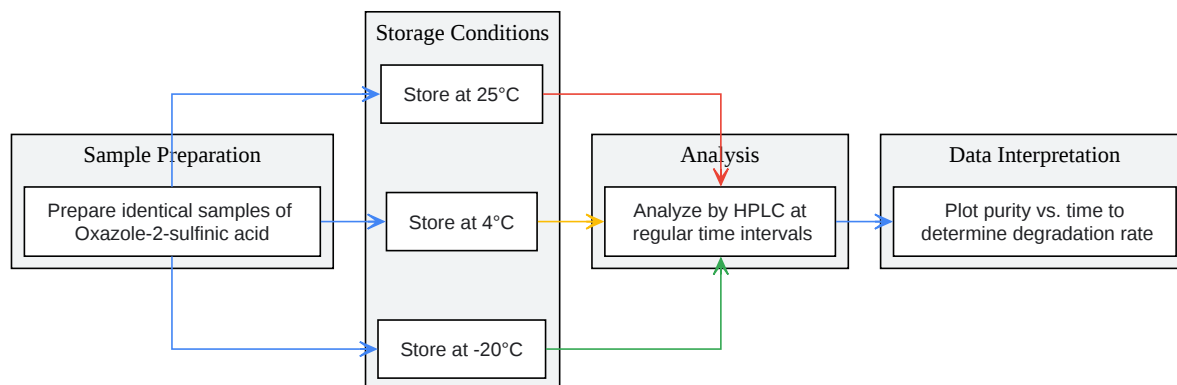 Sample Preparation
Prepare identical samples of
Oxazole-2-sulfinic acid
Storage Conditions
Store at 25°C
Store at 4°C
Store at -20°C
Analysis
Analyze by HPLC at
regular time intervals
Data Interpretation
Plot purity vs. time to
determine degradation rate